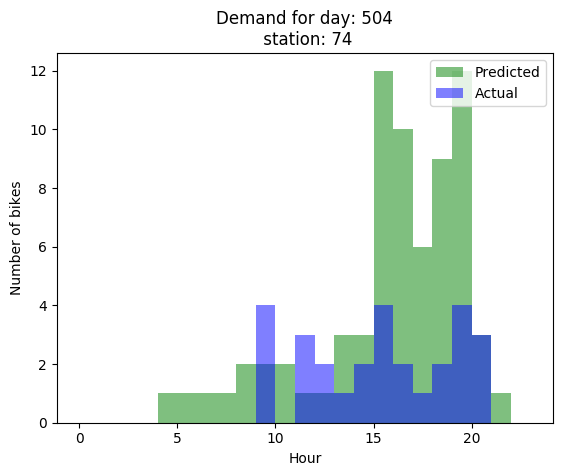 Demand for day: 504
station: 74
Predicted
Actual
Number of bikes
12
10
8
6
4
2
0
0 5 10 15 20
Hour